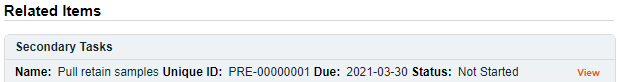 Related Items
Secondary Tasks
Name: Pull retain samples Unique ID: PRE-00000001 Due: 2021-03-30 Status: Not Started View